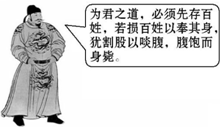 为君之道，必须先存百
姓，若损百姓以奉其身，
犹割股以啖腹，腹饱而
身毙。